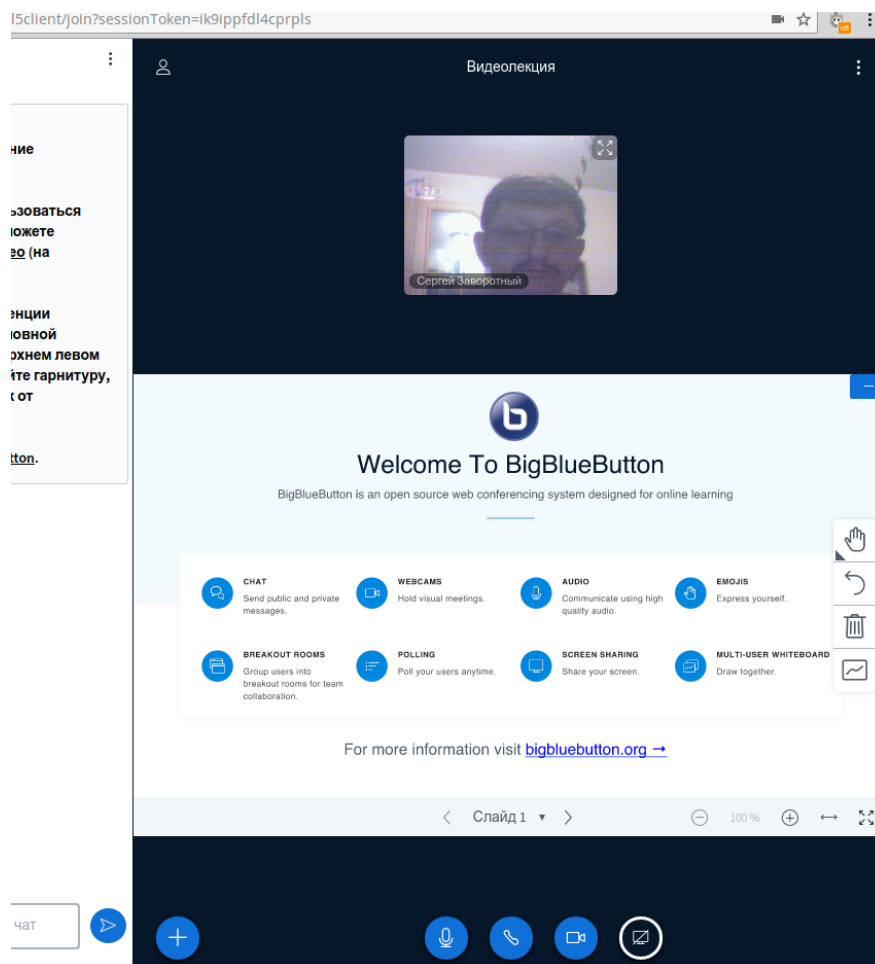 l5client/join?sessionToken=ik9ippfdl4cprpls
off
Видеолекция
ние
ьзоваться
можете
ео (на
енции
ловной
рхнем левом
йте гарнитуру,
к от
tton.
Сергей Заворотный
Welcome To BigBlueButton
BigBlueButton is an open source web conferencing system designed for online learning
CHAT
Send public and private
messages.
WEBCAMS
Hold visual meetings.
AUDIO
Communicate using high
quality audio.
EMOJIS
Express yourself.
BREAKOUT ROOMS
Group users into
breakout rooms for team
collaboration.
POLLING
Poll your users anytime.
SCREEN SHARING
Share your screen.
MULTI-USER WHITEBOARD
Draw together.
For more information visit bigbluebutton.org →
Слайд 1
100 %
чат